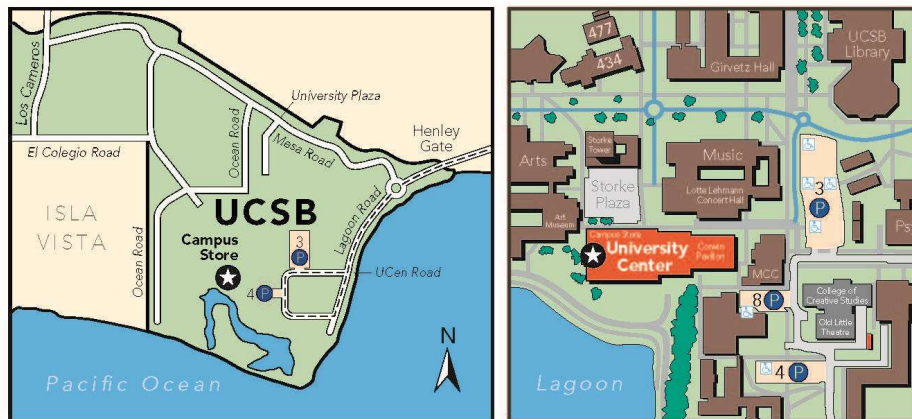 Los Carneros
University Plaza
Henley
Gate
Mesa Road
Ocean Road
El Colegio Road
ISLA
VISTA
UCSB
Lagoon Road
Campus
Store
3
P
UCen Road
4 P
Ocean Road
N
Pacific Ocean
477
434
Girvetz Hall
UCSB
Library
Arts
Storke
Tower
Music
Storke
Plaza
Lotte Lehmann
Concert Hall
3
P
Art
Museum
Campus Store
University
Center
Corwin
Pavilion
MCC
Ps
College of
Creative Studies
8 P
Old Little
Theatre
4 P
Lagoon